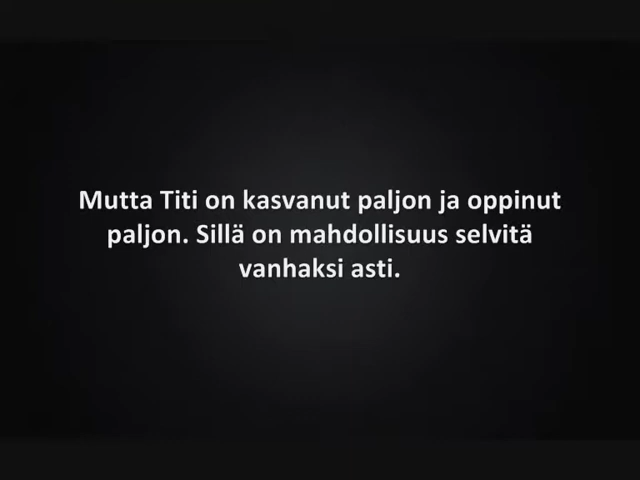 Mutta Titi on kasvanut paljon ja oppinut
paljon. Sillä on mahdollisuus selvitä
vanhaksi asti.